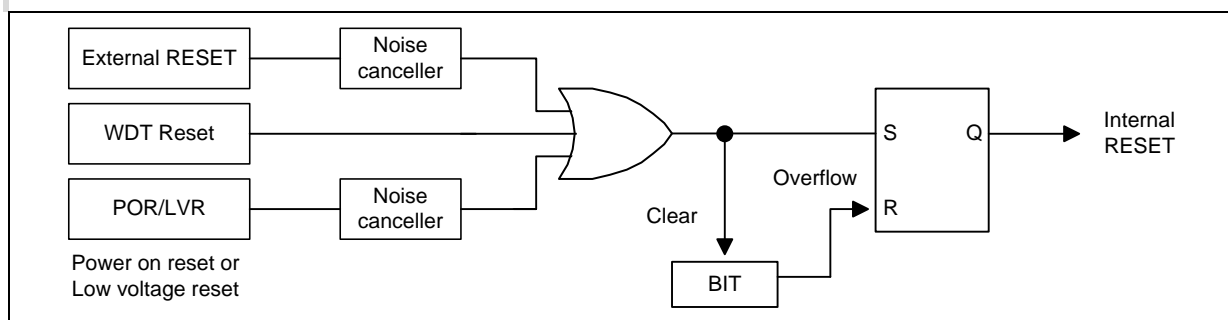 External RESET
Noise
canceller
WDT Reset
POR/LVR
Noise
canceller
Power on reset or
Low voltage reset
Clear
BIT
Overflow
S
Q
R
Internal
RESET